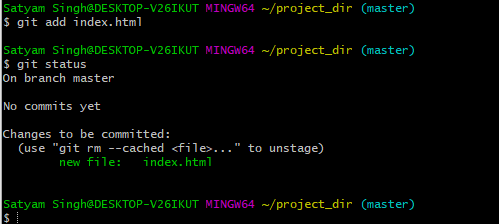 Satyam Singh@DESKTOP-V26IKUT MINGW64 ~/project_dir (master)
$ git add index.html
Satyam Singh@DESKTOP-V26IKUT MINGW64 ~/project_dir (master)
$ git status
On branch master
No commits yet
Changes to be committed:
  (use "git rm --cached <file>..." to unstage)
        new file:   index.html
Satyam Singh@DESKTOP-V26IKUT MINGW64 ~/project_dir (master)
$